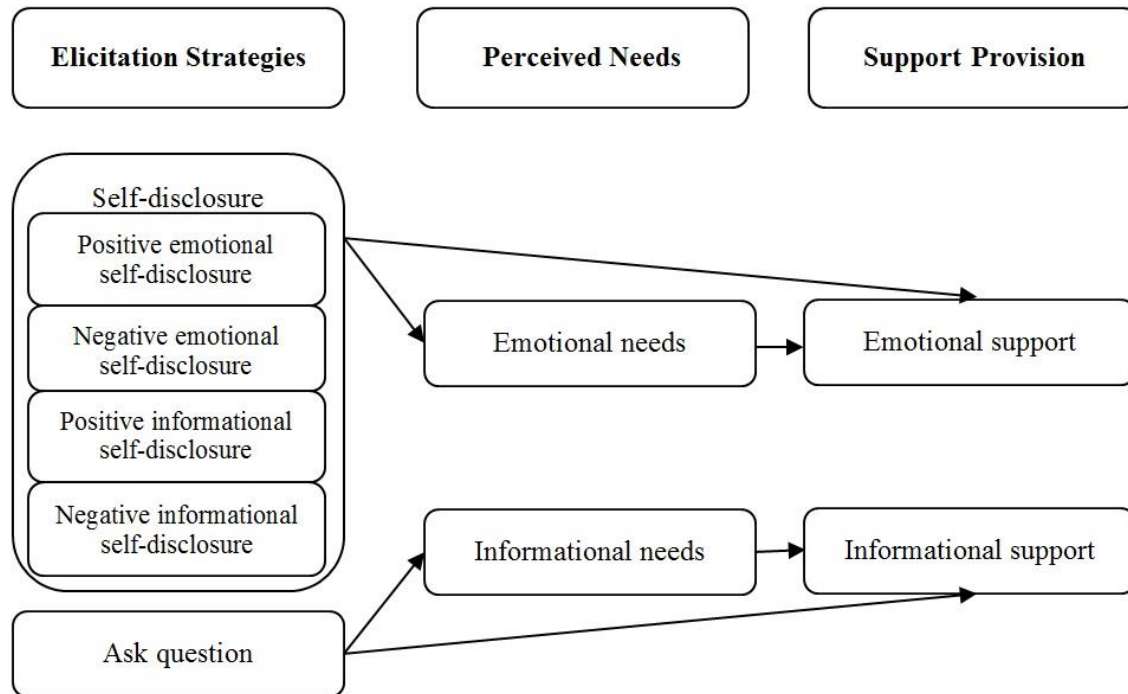 Elicitation Strategies
Perceived Needs
Support Provision
Self-disclosure
Positive emotional
self-disclosure
Negative emotional
self-disclosure
Positive informational
self-disclosure
Negative informational
self-disclosure
Ask question
Emotional needs
Emotional support
Informational needs
Informational support